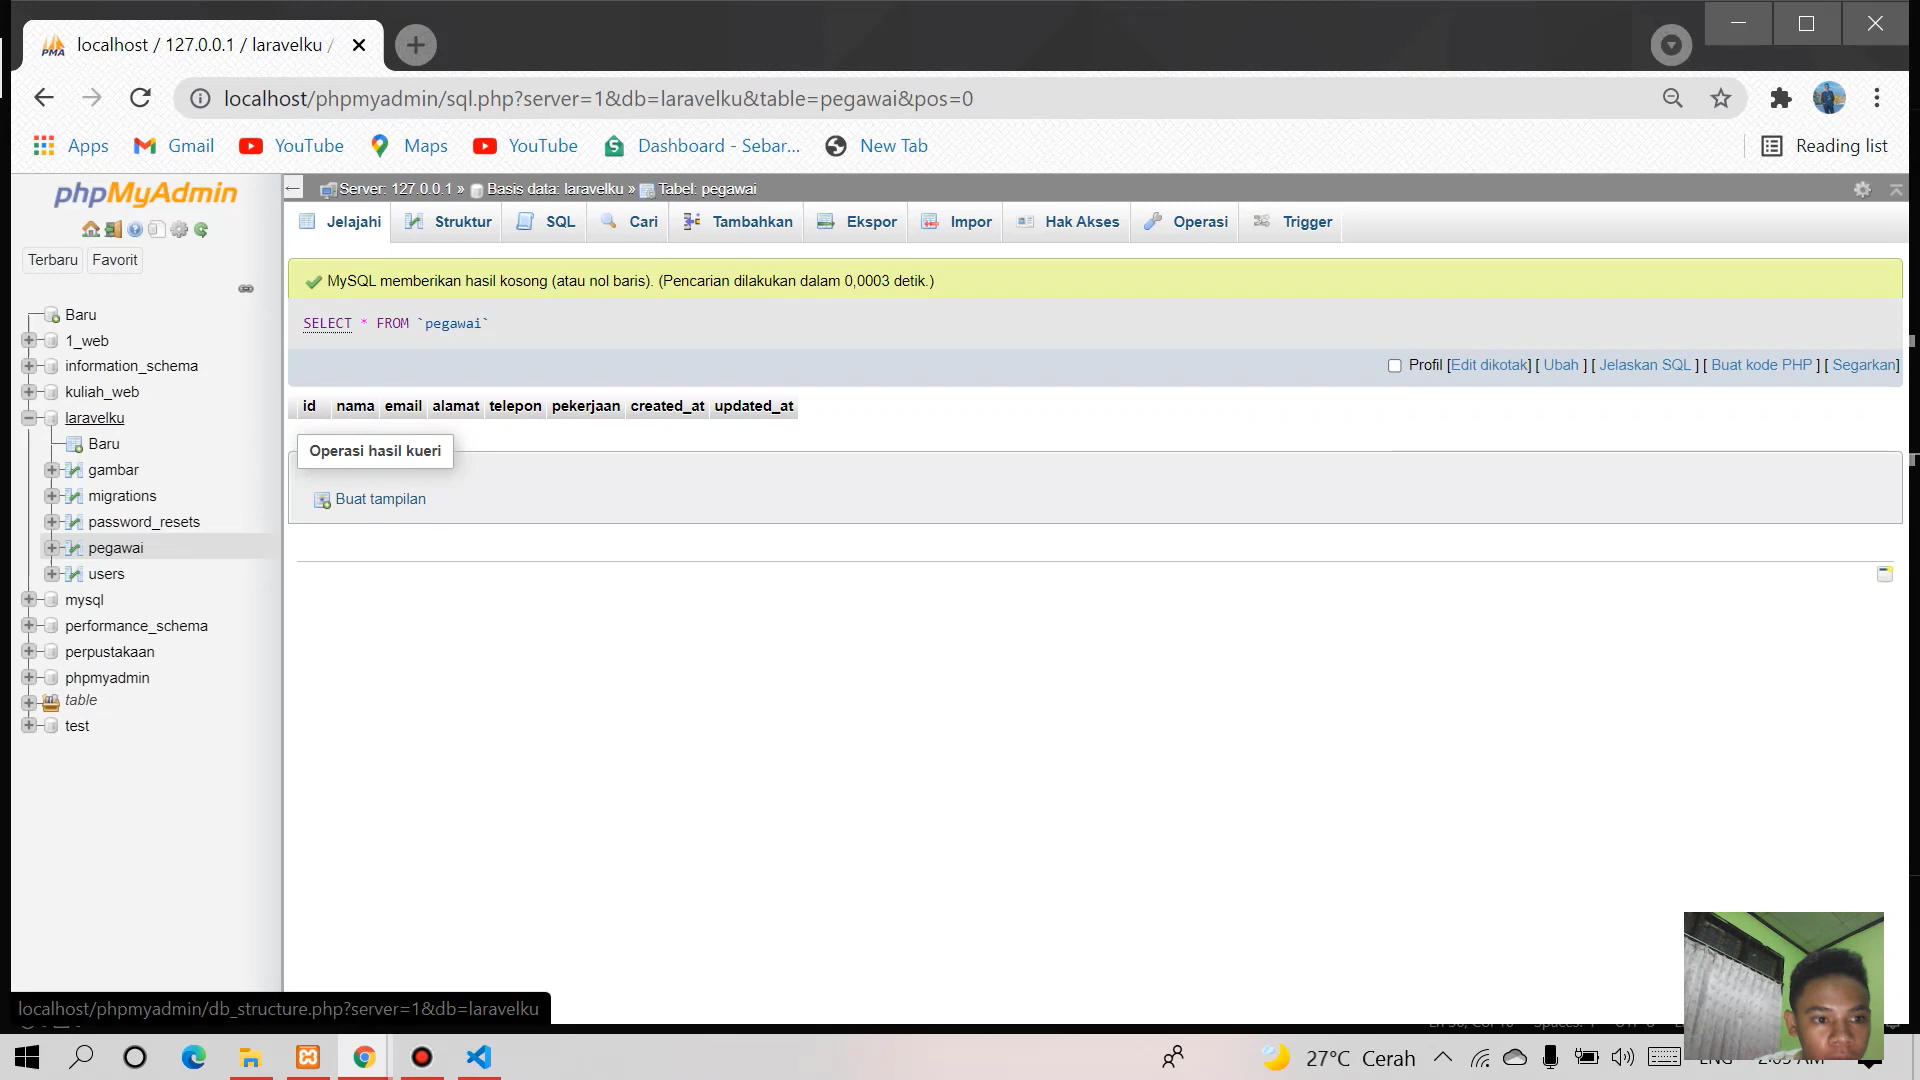 localhost / 127.0.0.1 / laravelku /
localhost/phpmyadmin/sql.php?server=1&db=laravelku&table=pegawai&pos=0
Apps Gmail YouTube Maps YouTube Dashboard - Sebar... New Tab Reading list
phpMyAdmin
Terbaru Favorit
Baru
1_web
information_schema
kuliah_web
laravelku
Baru
gambar
migrations
password_resets
pegawai
users
mysql
performance_schema
perpustakaan
phpmyadmin
table
test
Server: 127.0.0.1 » Basis data: laravelku » Tabel: pegawai
Jelajahi Struktur SQL Cari Tambahkan Ekspor Impor Hak Akses Operasi Trigger
MySQL memberikan hasil kosong (atau nol baris). (Pencarian dilakukan dalam 0,0003 detik.)
SELECT * FROM `pegawai`
Profil [Edit dikotak] [ Ubah ] [ Jelaskan SQL ] [ Buat kode PHP ] [ Segarkan]
id nama email alamat telepon pekerjaan created_at updated_at
Operasi hasil kueri
Buat tampilan
localhost/phpmyadmin/db_structure.php?server=1&db=laravelku
27°C Cerah